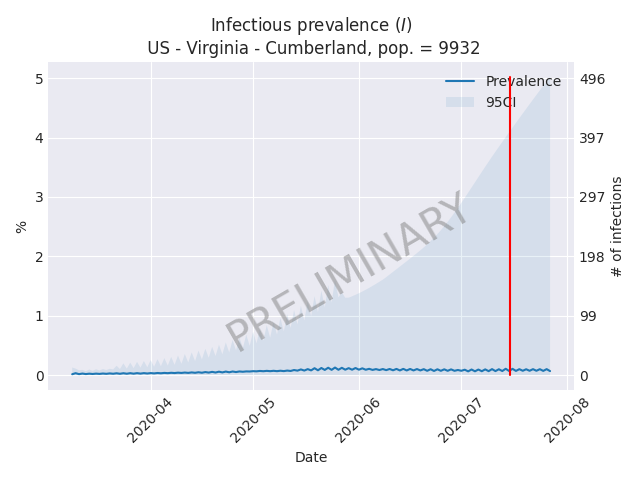 Infectious prevalence (I)
US - Virginia - Cumberland, pop. = 9932
Prevalence
95CI
5
4
3
2
1
0
%
496
397
297
198
99
0
# of infections
PRELIMINARY
2020-04
2020-05
2020-06
2020-07
2020-08
Date